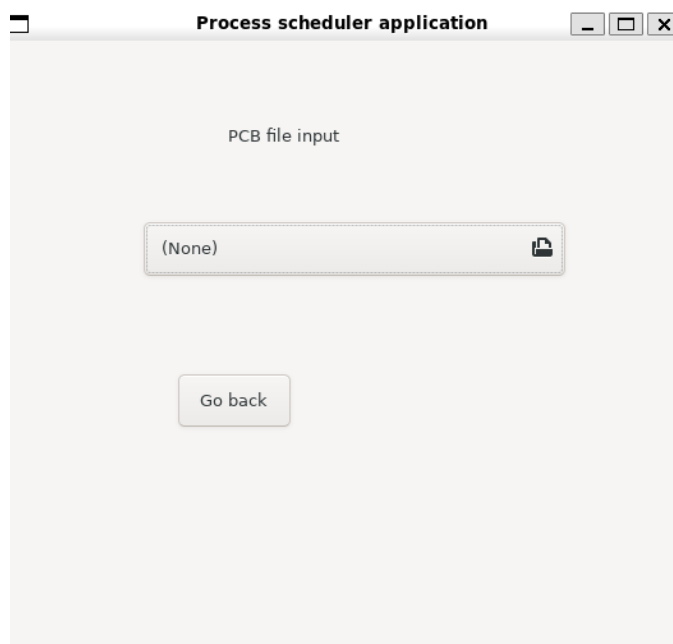 Process scheduler application
PCB file input
(None)
Go back